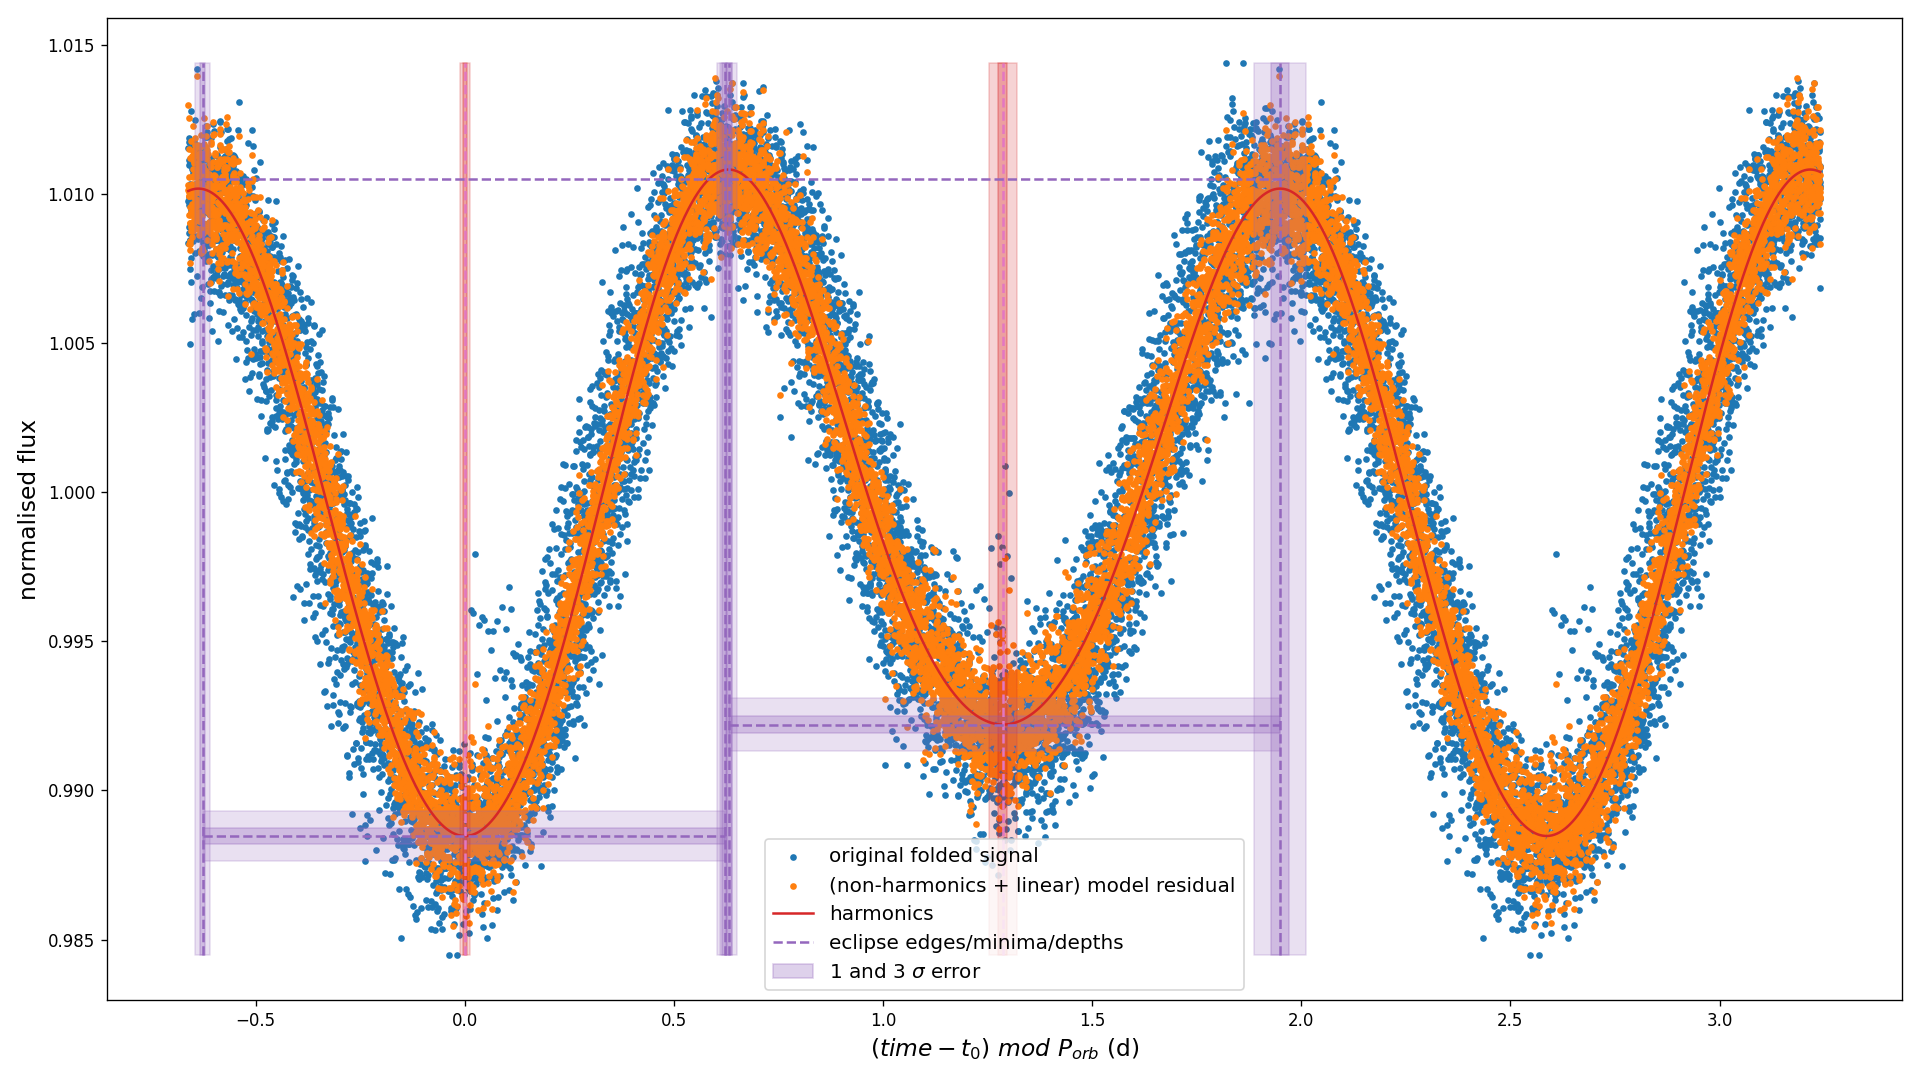 normalised flux
1.015
1.010
1.005
1.000
0.995
0.990
0.985
original folded signal
(non-harmonics + linear) model residual
harmonics
eclipse edges/minima/depths
1 and 3 σ error
−0.5 0.0 0.5 1.0 1.5 2.0 2.5 3.0
(time − t₀) mod Pₒᵣb (d)